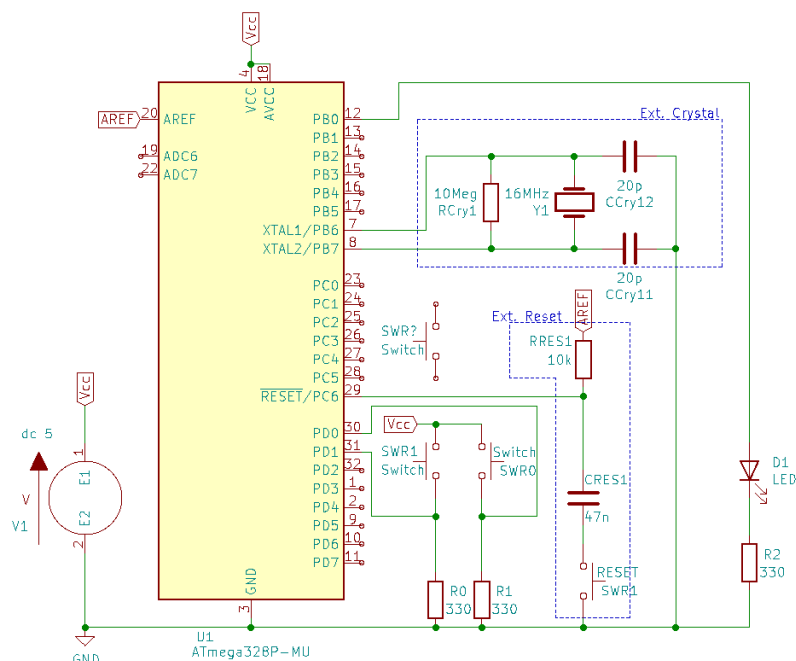 Vcc
4
18
VCC
AVCC
AREF
20
AREF
19
ADC6
22
ADC7
PB0
12
PB1
13
PB2
14
PB3
15
PB4
16
PB5
17
XTAL1/PB6
7
XTAL2/PB7
8
PC0
23
PC1
24
PC2
25
PC3
26
PC4
27
PC5
28
RESET/PC6
29
PD0
30
PD1
31
PD2
32
PD3
1
PD4
2
PD5
9
PD6
10
PD7
11
GND
3
U1
ATmega328P-MU
Ext. Crystal
10Meg
RCry1
16MHz
Y1
20p
CCry12
20p
CCry11
SWR?
Switch
Ext. Reset
AREF
RRES1
10k
Vcc
SWR1
Switch
Switch
SWR0
CRES1
47n
RESET
SWR1
R0
330
R1
330
D1
LED
R2
330
Vcc
dc 5
V
V1
1
E1
E2
2
GND